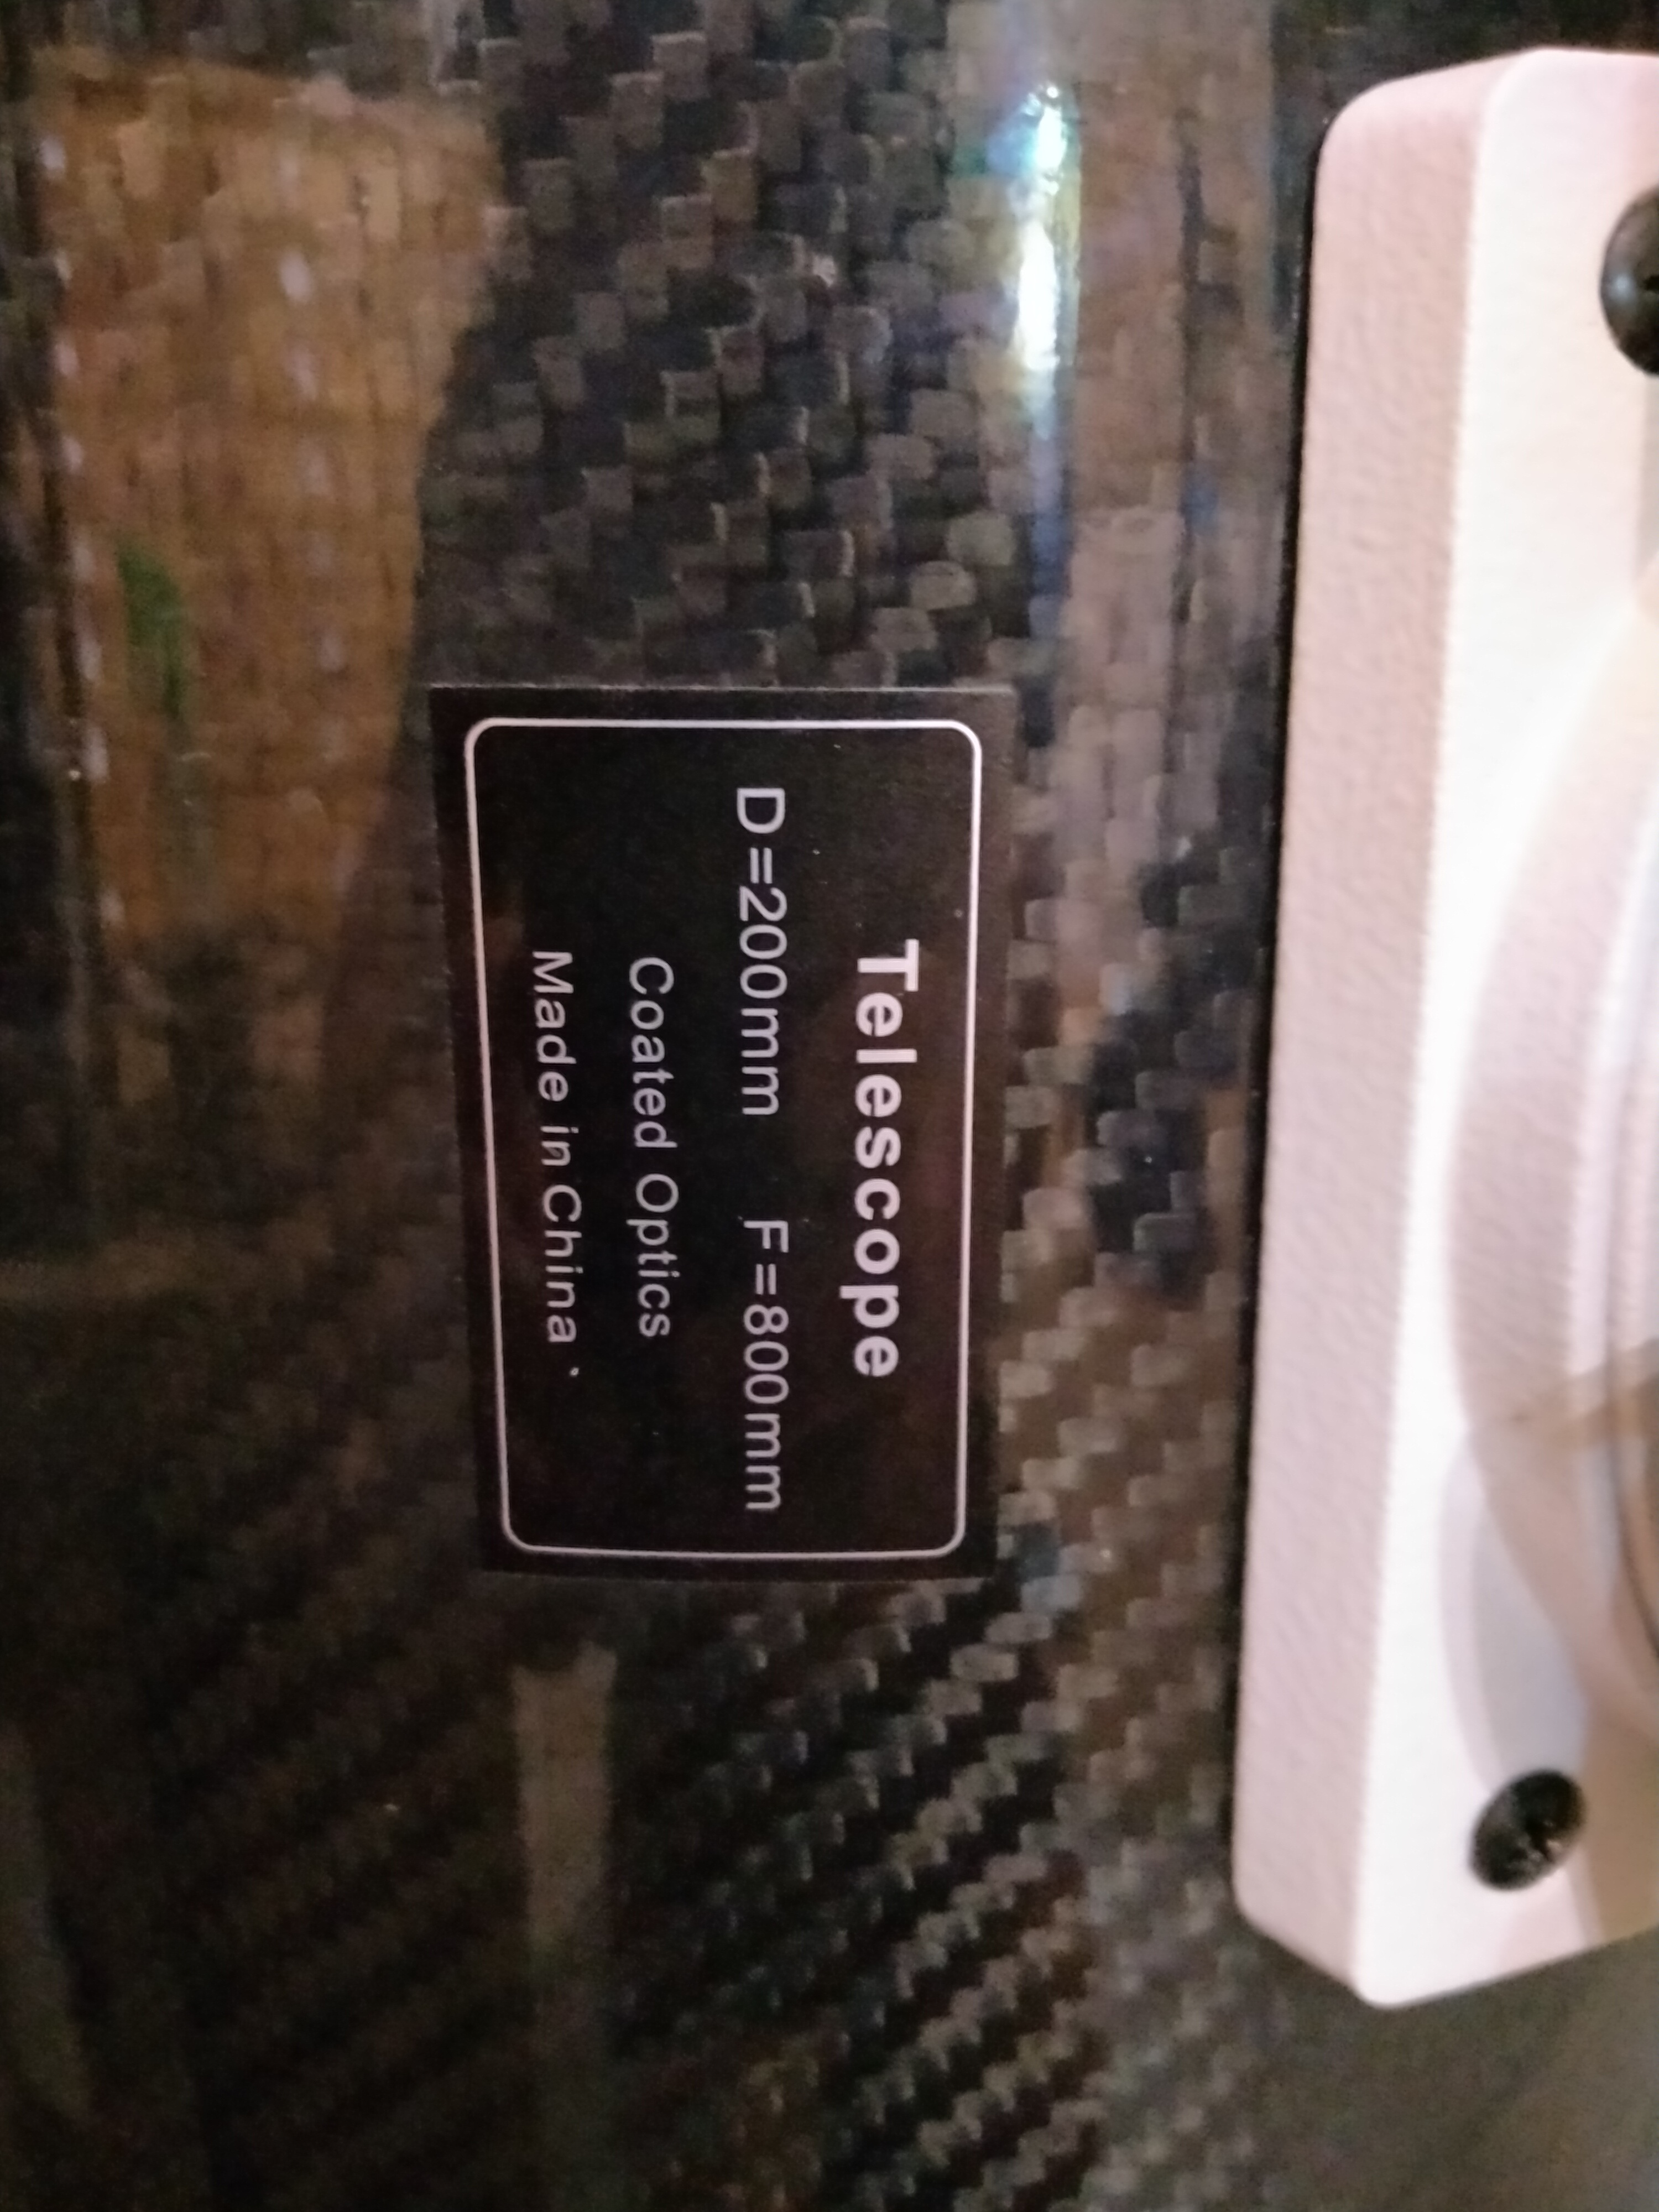 Telescope
D=200mm F=800mm
Coated Optics
Made in China